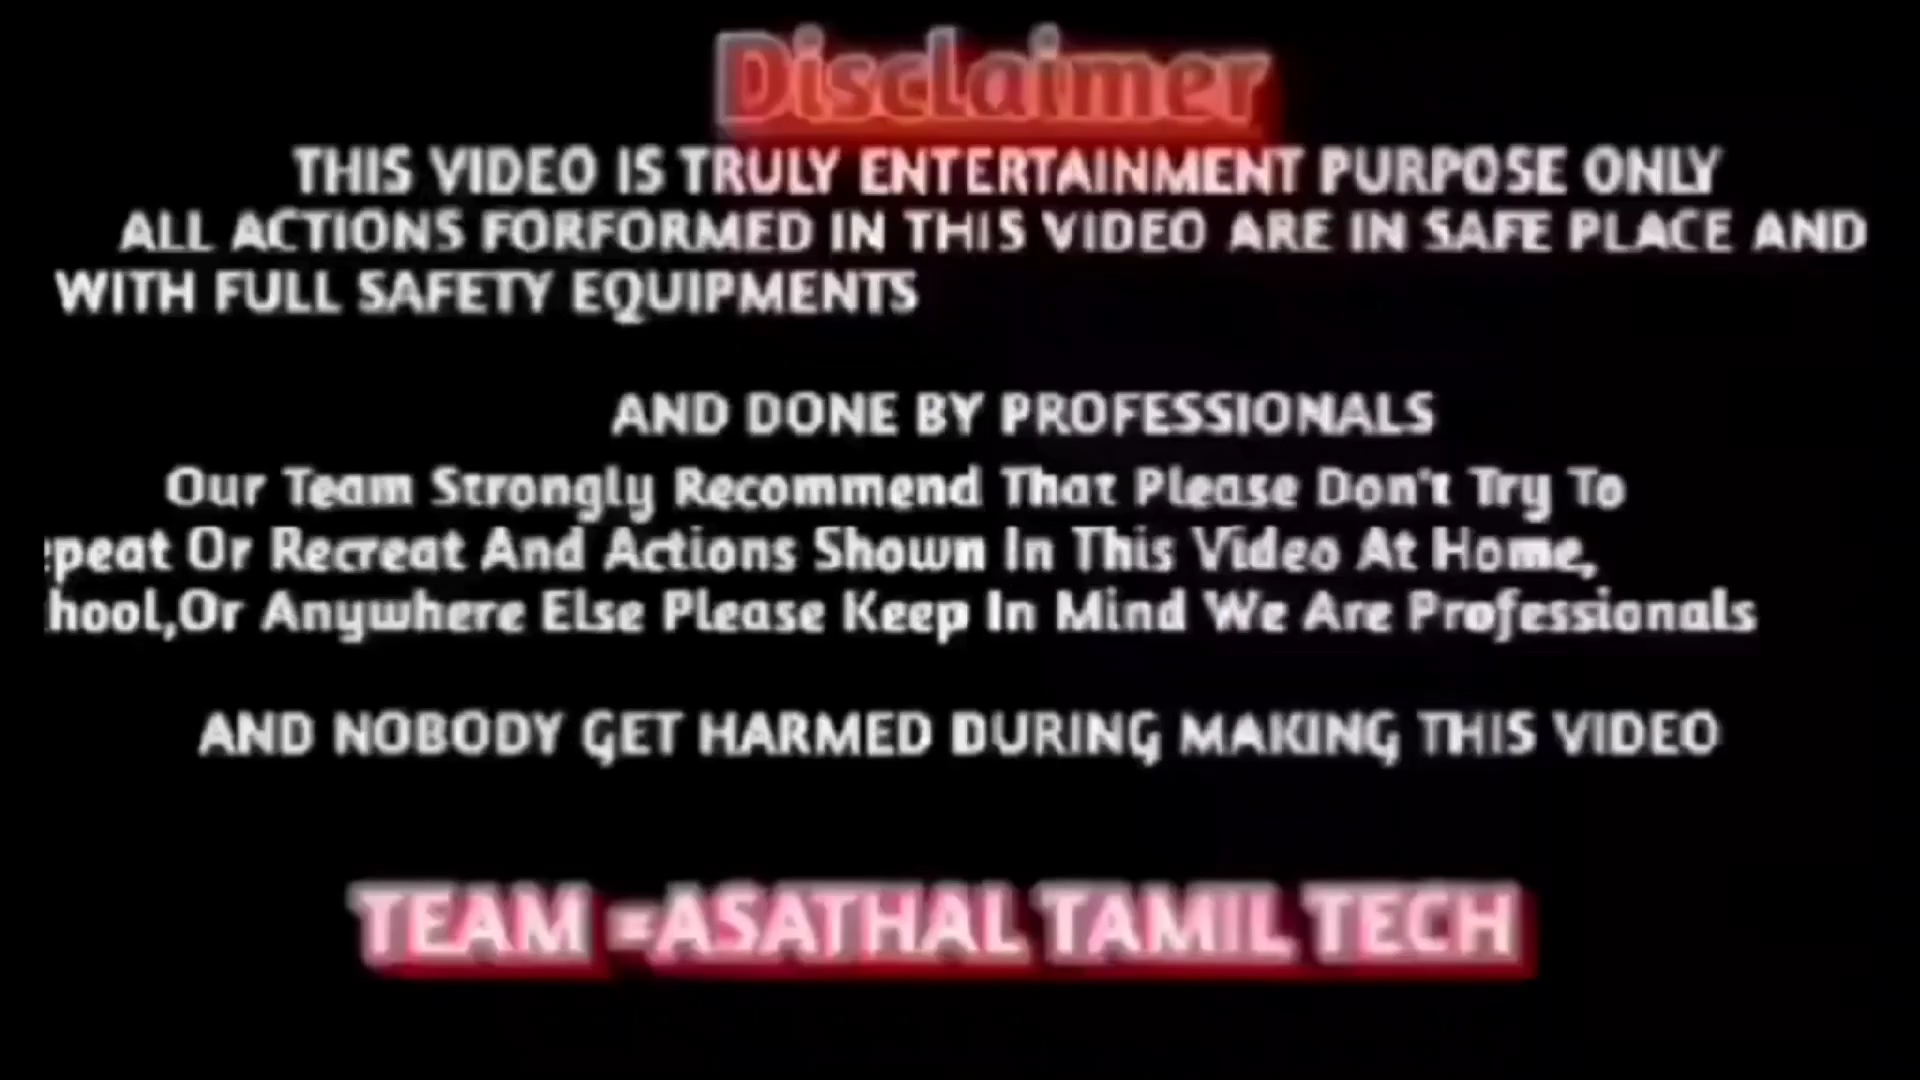 Disclaimer
THIS VIDEO IS TRULY ENTERTAINMENT PURPOSE ONLY
ALL ACTIONS FORFORMED IN THIS VIDEO ARE IN SAFE PLACE AND
WITH FULL SAFETY EQUIPMENTS
AND DONE BY PROFESSIONALS
Our Team Strongly Recommend That Please Don't Try To
epeat Or Recreat And Actions Shown In This Video At Home,
hool,Or Anywhere Else Please Keep In Mind We Are Professionals
AND NOBODY GET HARMED DURING MAKING THIS VIDEO
TEAM =ASATHAL TAMIL TECH